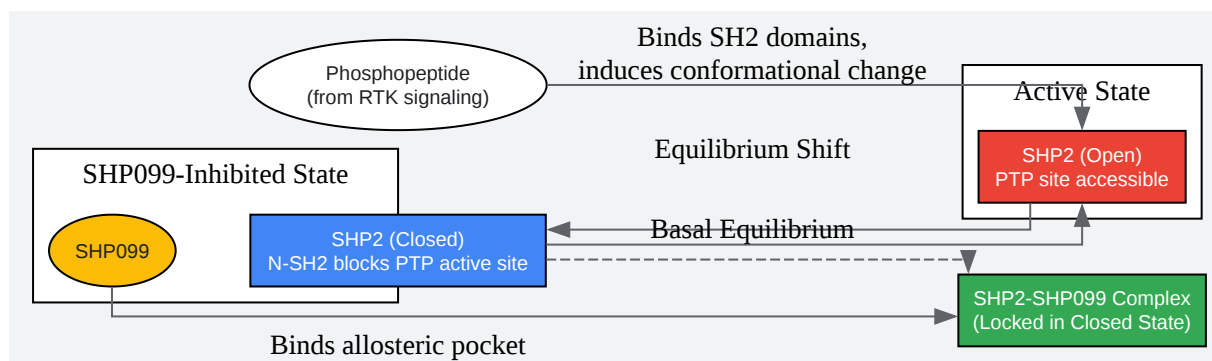 Binds SH2 domains,
induces conformational change
Phosphopeptide
(from RTK signaling)
Active State
Equilibrium Shift
SHP2 (Open)
PTP site accessible
SHP099-Inhibited State
SHP099
SHP2 (Closed)
N-SH2 blocks PTP active site
Basal Equilibrium
SHP2-SHP099 Complex
(Locked in Closed State)
Binds allosteric pocket